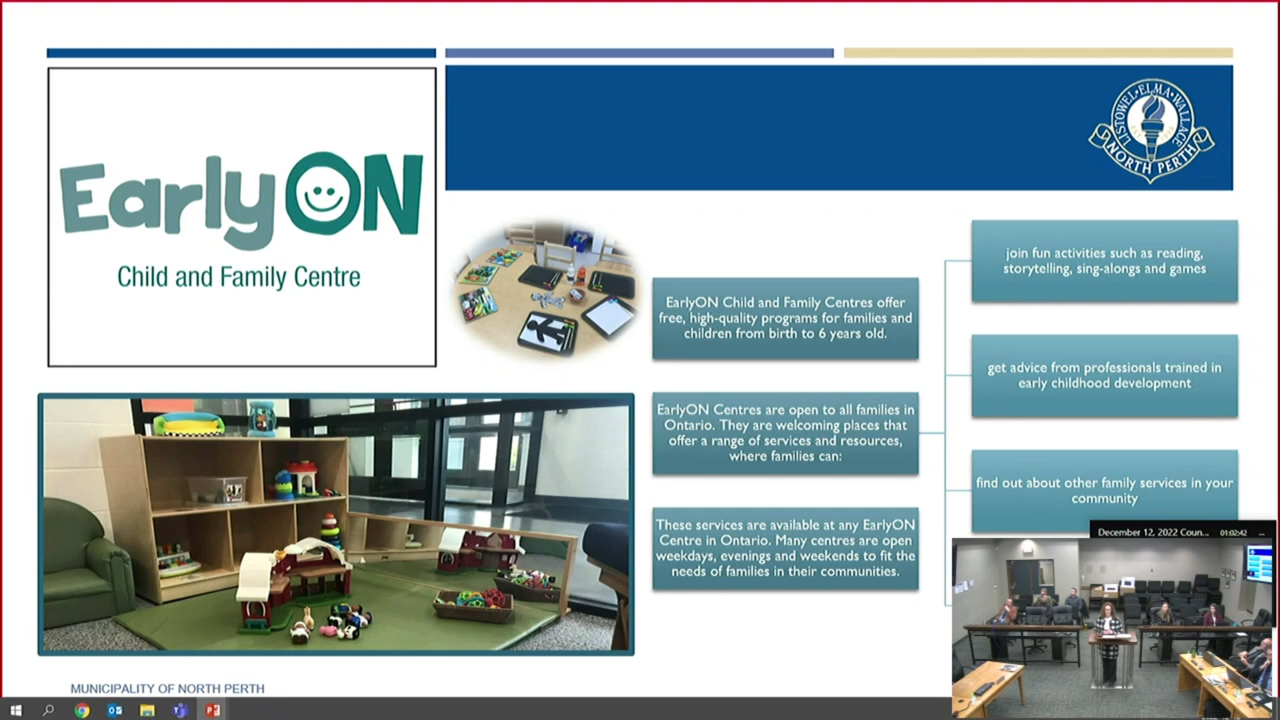 EarlyON
Child and Family Centre
LISTOWEL·ELMA·WALLACE
NORTH PERTH
EarlyON Child and Family Centres offer
free, high-quality programs for families and
children from birth to 6 years old.
EarlyON Centres are open to all families in
Ontario. They are welcoming places that
offer a range of services and resources,
where families can:
These services are available at any EarlyON
Centre in Ontario. Many centres are open
weekdays, evenings and weekends to fit the
needs of families in their communities.
join fun activities such as reading,
storytelling, sing-alongs and games
get advice from professionals trained in
early childhood development
find out about other family services in your
community
December 12, 2022 Coun... 01:02:42
MUNICIPALITY OF NORTH PERTH